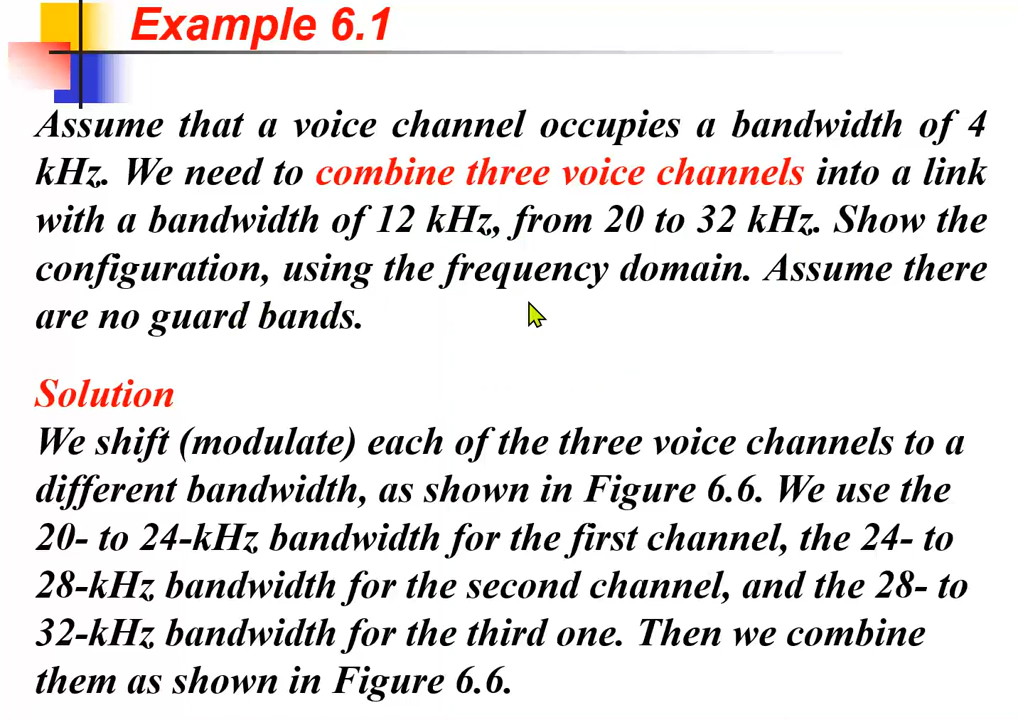 Example 6.1
Assume that a voice channel occupies a bandwidth of 4
kHz. We need to combine three voice channels into a link
with a bandwidth of 12 kHz, from 20 to 32 kHz. Show the
configuration, using the frequency domain. Assume there
are no guard bands.
Solution
We shift (modulate) each of the three voice channels to a
different bandwidth, as shown in Figure 6.6. We use the
20- to 24-kHz bandwidth for the first channel, the 24- to
28-kHz bandwidth for the second channel, and the 28- to
32-kHz bandwidth for the third one. Then we combine
them as shown in Figure 6.6.